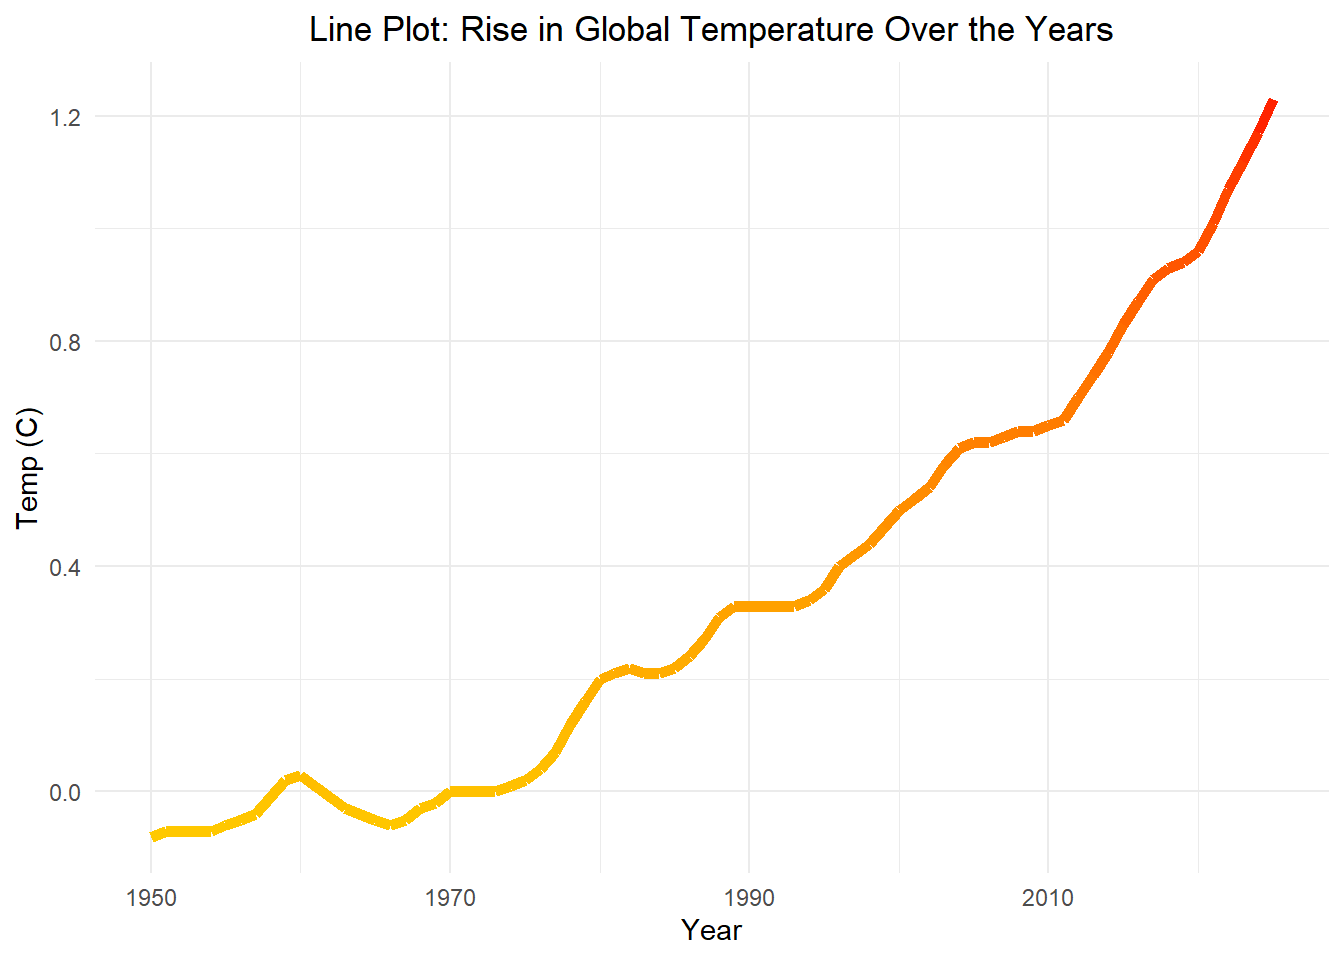 Line Plot: Rise in Global Temperature Over the Years
1.2
0.8
0.4
0.0
Temp (C)
1950 1970 1990 2010
Year